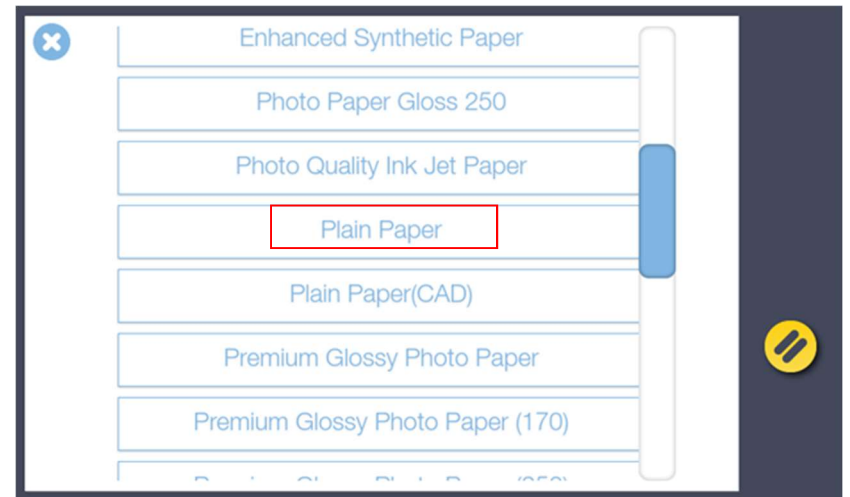 Enhanced Synthetic Paper
Photo Paper Gloss 250
Photo Quality Ink Jet Paper
Plain Paper
Plain Paper(CAD)
Premium Glossy Photo Paper
Premium Glossy Photo Paper (170)